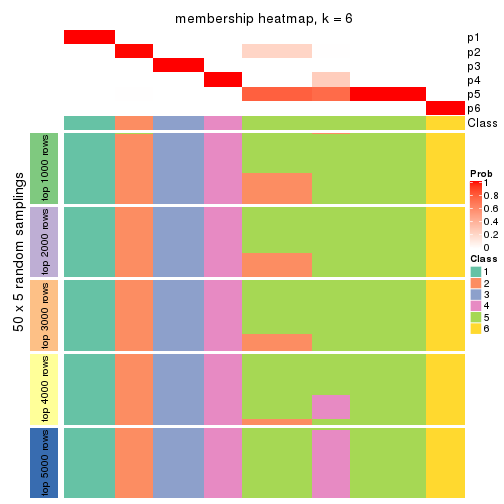 membership heatmap, k = 6
p1
p2
p3
p4
p5
p6
Class
50 x 5 random samplings
top 1000 rows
top 2000 rows
top 3000 rows
top 4000 rows
top 5000 rows
Prob
1
0.8
0.6
0.4
0.2
0
Class
1
2
3
4
5
6